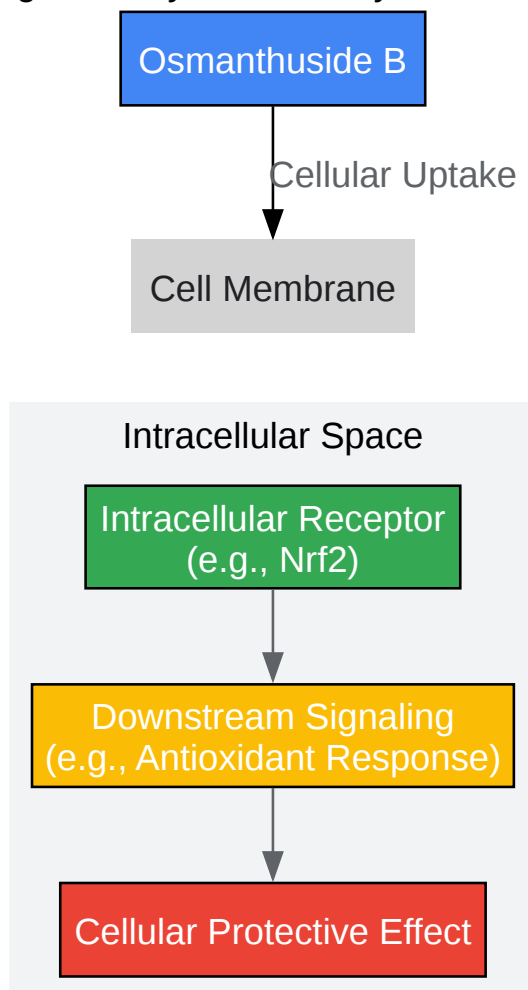 Osmanthuside B
Cellular Uptake
Cell Membrane
Intracellular Space
Intracellular Receptor
(e.g., Nrf2)
Downstream Signaling
(e.g., Antioxidant Response)
Cellular Protective Effect